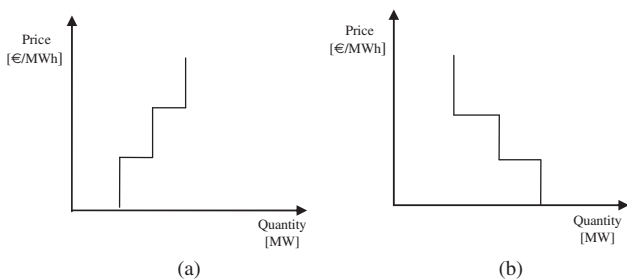 Price
[€/MWh]
Quantity
[MW]
(a)
Price
[€/MWh]
Quantity
[MW]
(b)